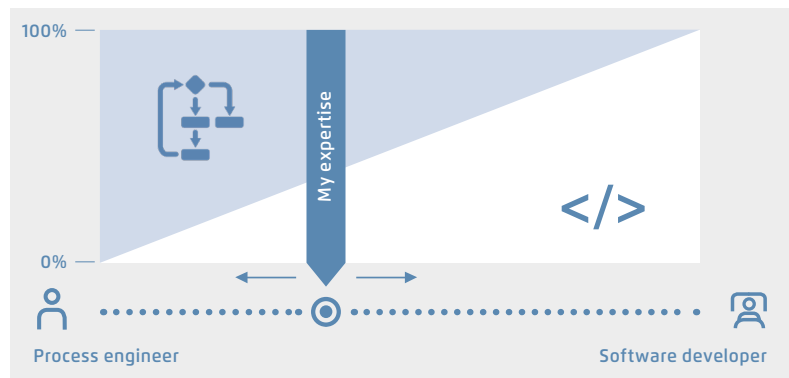 100%
My expertise
</>
0%
Process engineer
Software developer